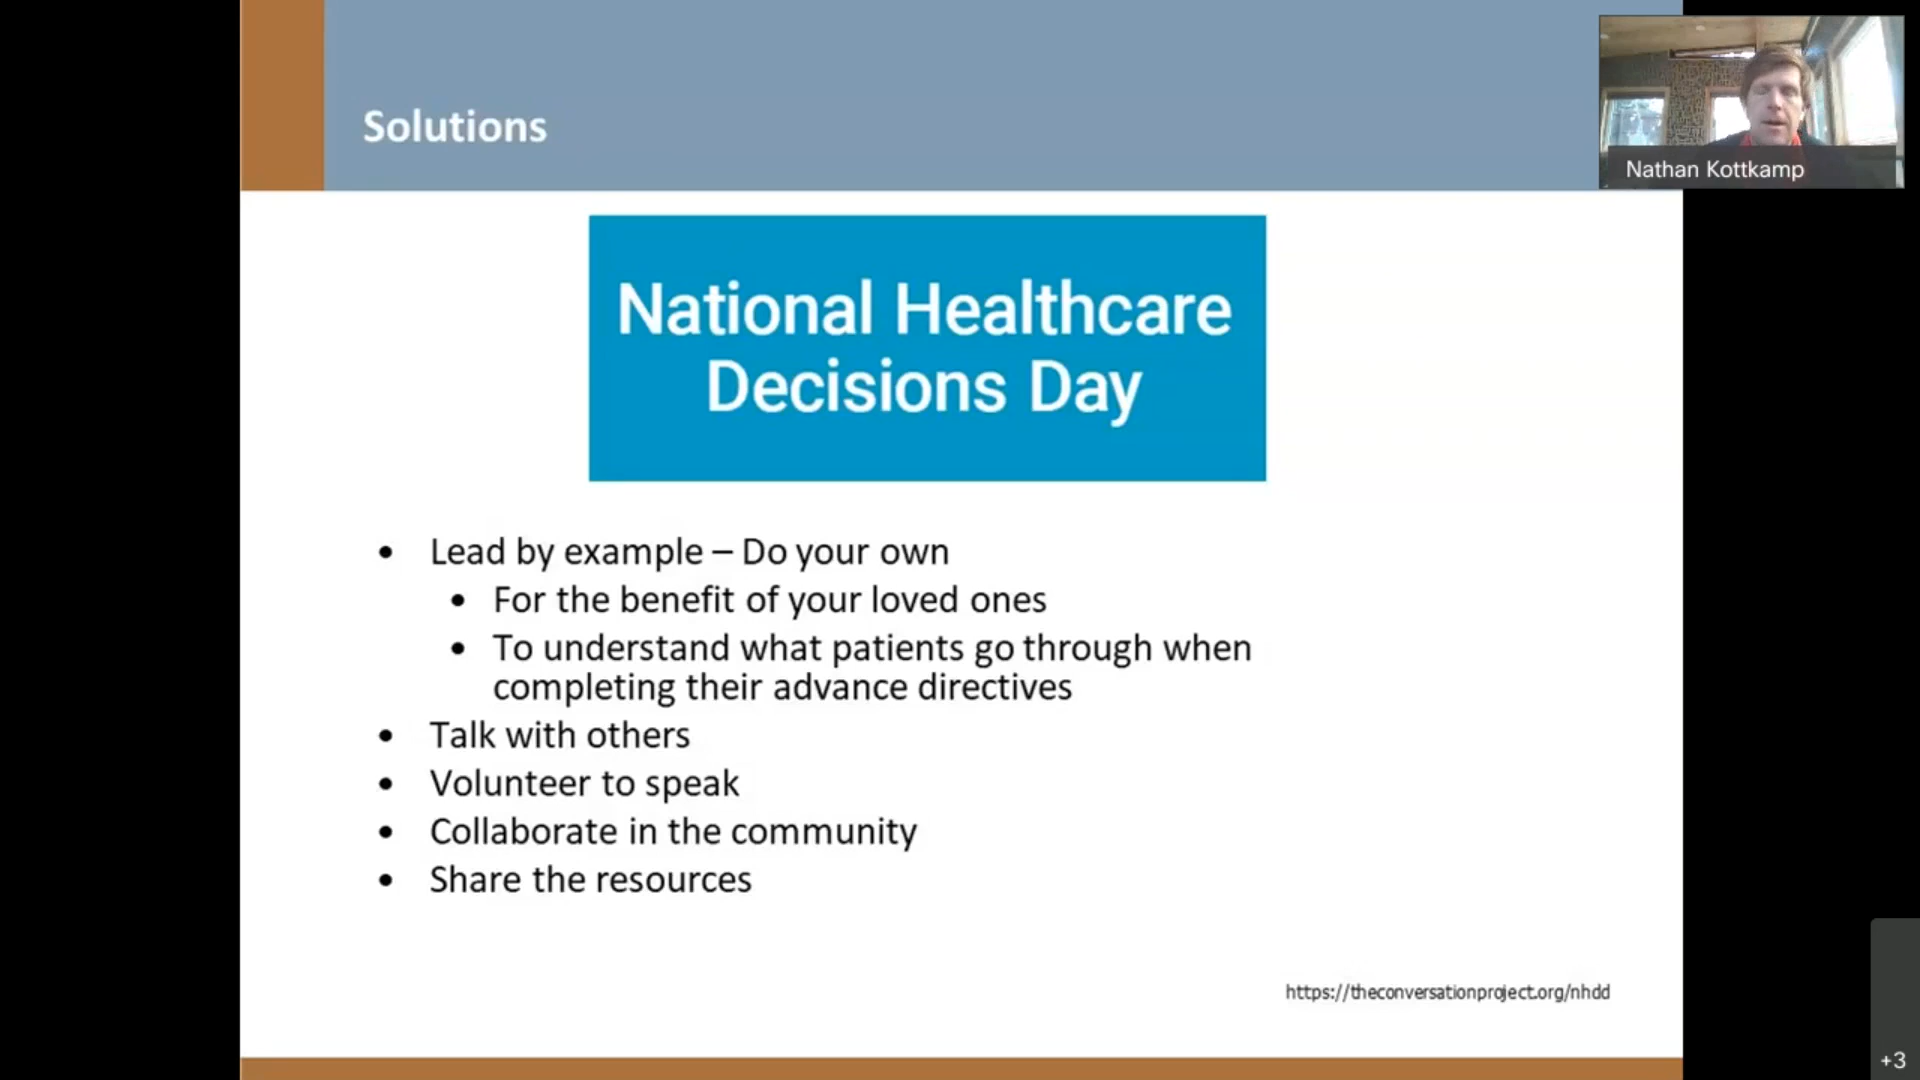 Solutions
Nathan Kottkamp
National Healthcare
Decisions Day
• Lead by example – Do your own
• For the benefit of your loved ones
• To understand what patients go through when
completing their advance directives
• Talk with others
• Volunteer to speak
• Collaborate in the community
• Share the resources
https://theconversationproject.org/nhdd
+3